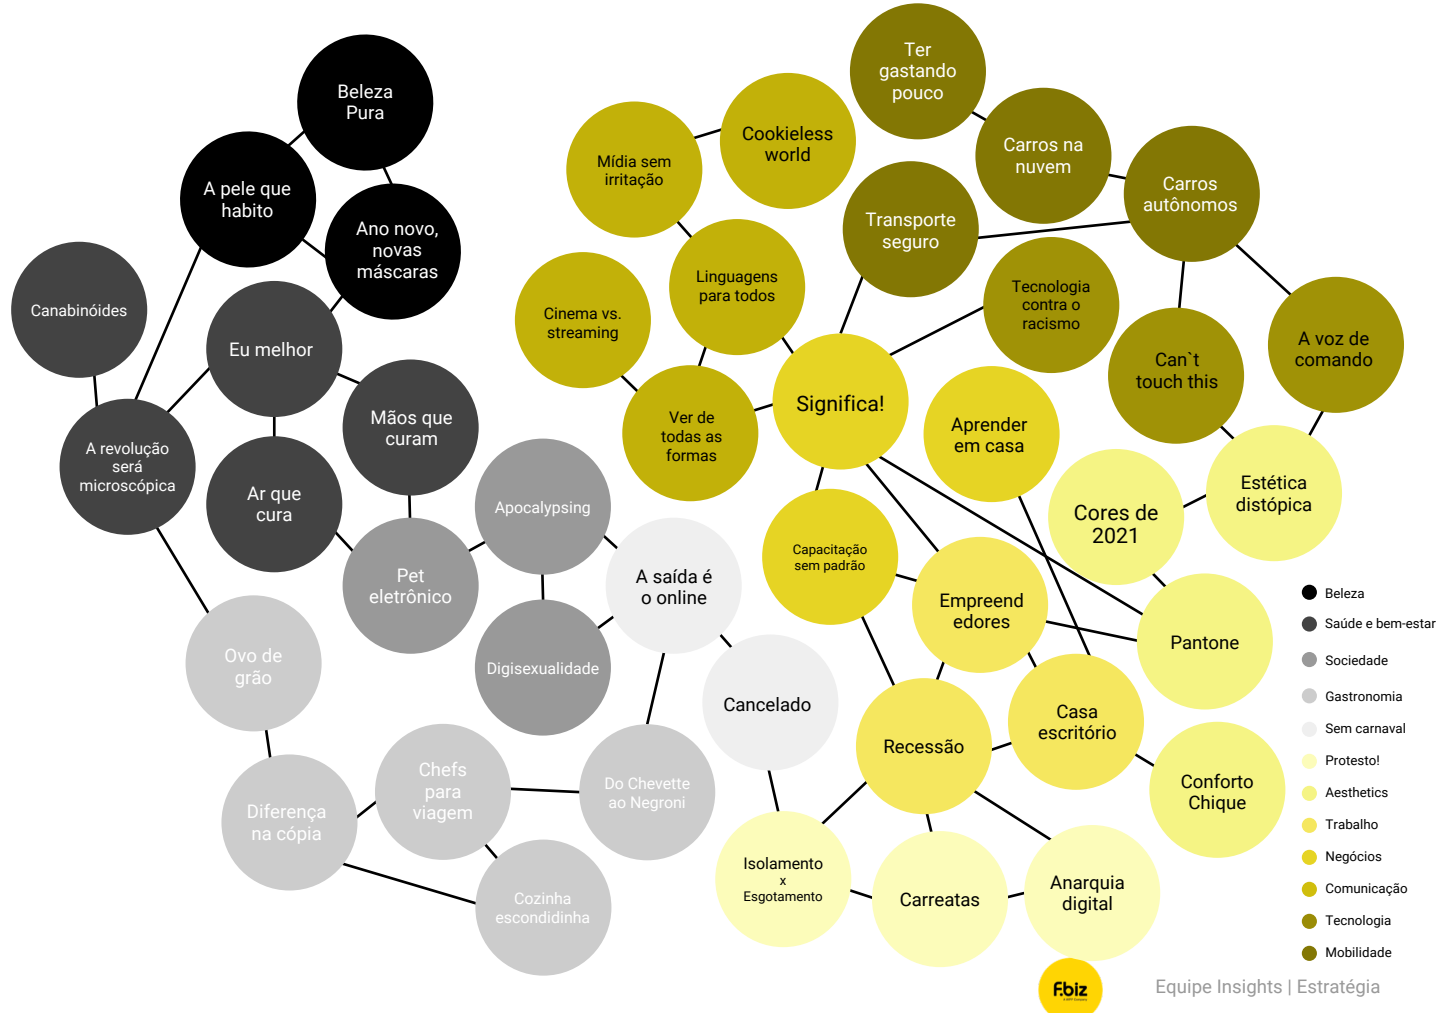 Beleza
Pura
A pele que
habito
Ano novo,
novas
máscaras
Canabinóides
Eu melhor
Mãos que
curam
A revolução
será
microscópica
Ar que
cura
Pet
eletrônico
Apocalypsing
Digisexualidade
A saída é
o online
Cancelado
Ovo de
grão
Diferença
na cópia
Chefs
para
viagem
Do Chevette
ao Negroni
Cozinha
escondidinha
Ter
gastando
pouco
Cookieless
world
Mídia sem
irritação
Carros na
nuvem
Carros
autônomos
Transporte
seguro
Linguagens
para todos
Cinema vs.
streaming
Tecnologia
contra o
racismo
Can`t
touch this
A voz de
comando
Ver de
todas as
formas
Significa!
Aprender
em casa
Cores de
2021
Estética
distópica
Capacitação
sem padrão
Empreend
edores
Pantone
Recessão
Casa
escritório
Conforto
Chique
Isolamento
x
Esgotamento
Carreatas
Anarquia
digital
Beleza
Saúde e bem-estar
Sociedade
Gastronomia
Sem carnaval
Protesto!
Aesthetics
Trabalho
Negócios
Comunicação
Tecnologia
Mobilidade
F.biz
Equipe Insights | Estratégia